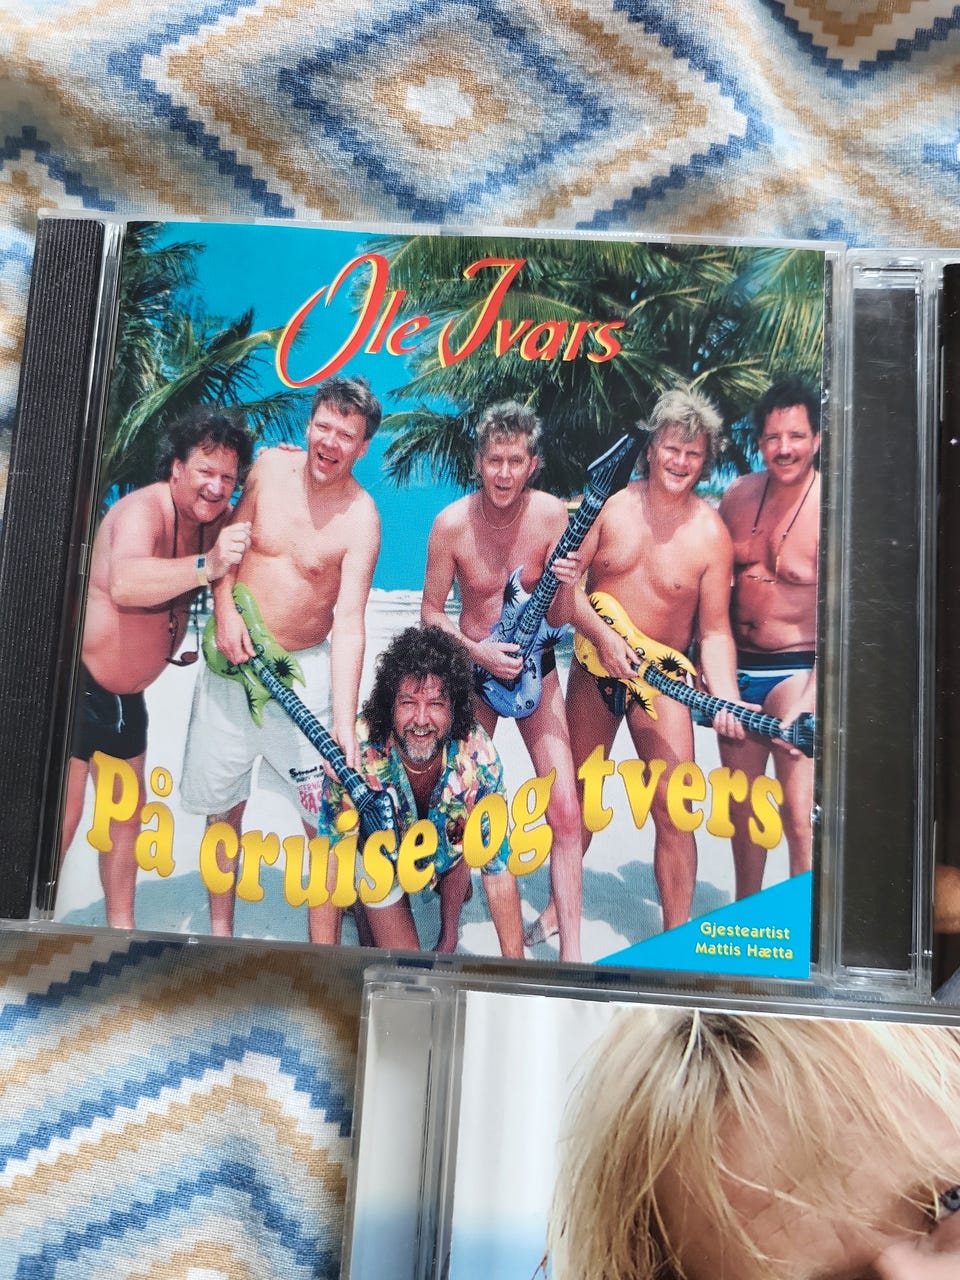 Ole Ivars
På cruise og tvers
Gjesteartist
Mattis Hætta